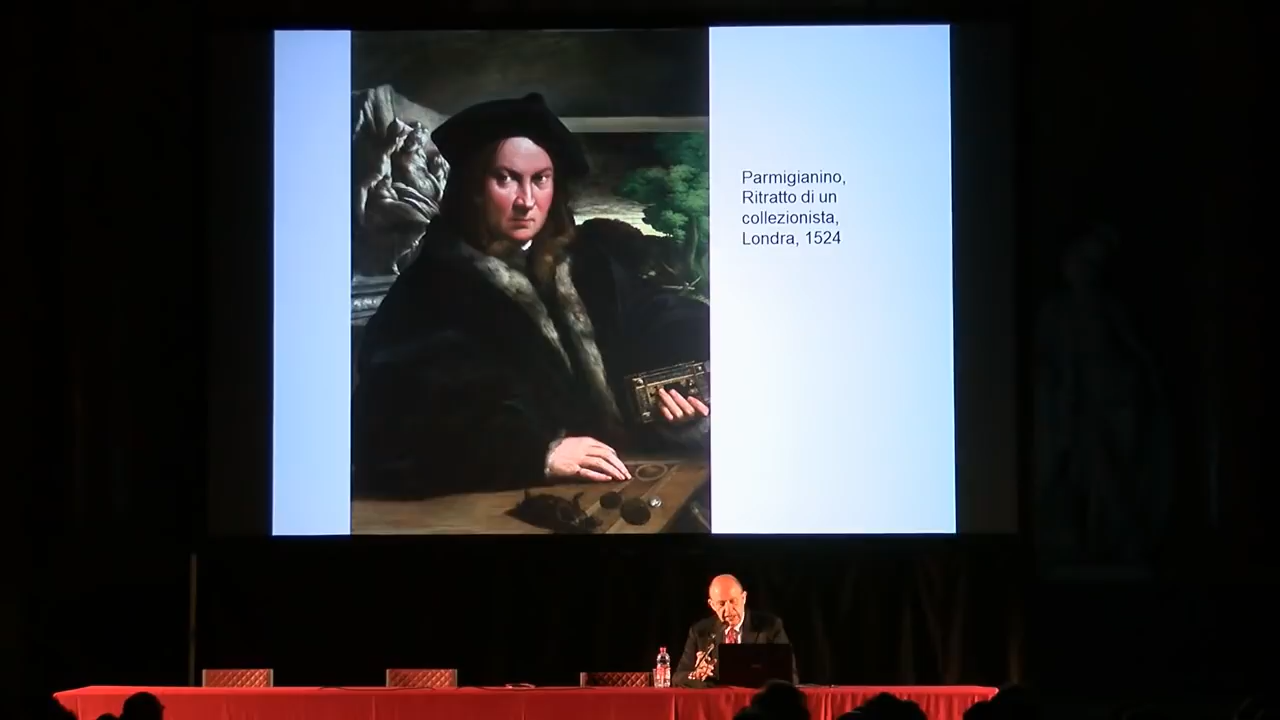 Parmigianino,
Ritratto di un
collezionista,
Londra, 1524